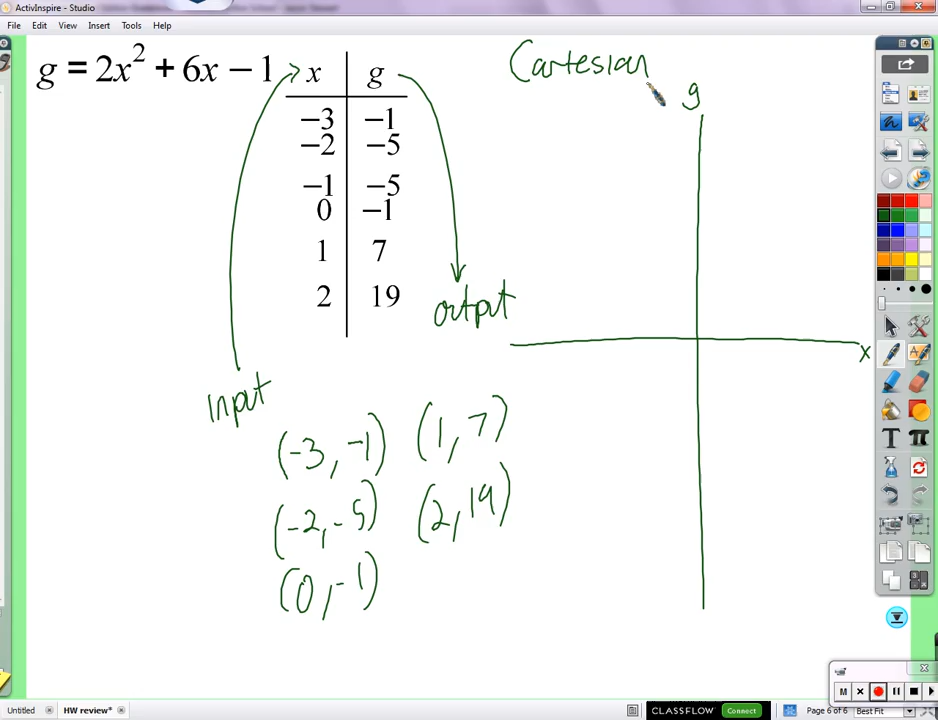 ActivInspire - Studio
File Edit View Insert Tools Help
g = 2x² + 6x − 1
x g
−3 −1
−2 −5
−1 −5
0 −1
1 7
2 19
input
output
(-3, -1) (1, 7)
(-2, -5) (2, 19)
(0, -1)
Cartesian
g
x
Untitled HW review* CLASSFLOW Connect Page 6 of 6 Best Fit